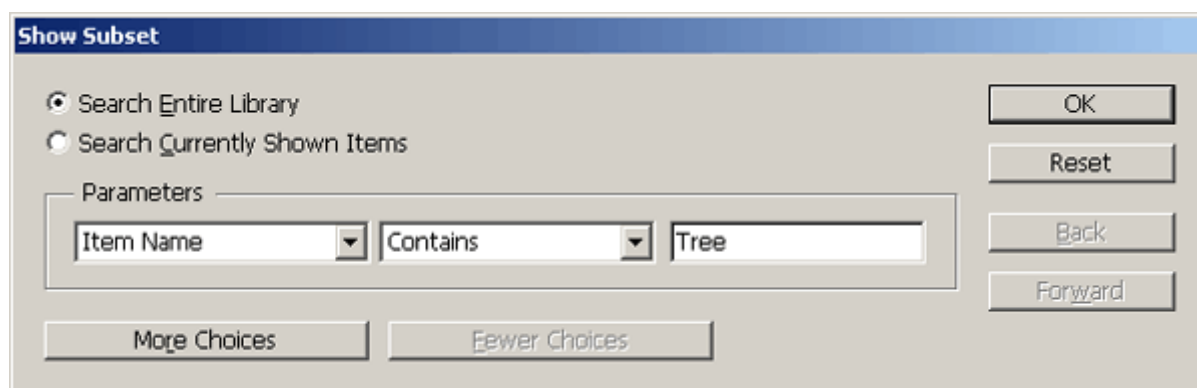 Show Subset
Search Entire Library
Search Currently Shown Items
Parameters
Item Name Contains Tree
More Choices Fewer Choices
OK
Reset
Back
Forward